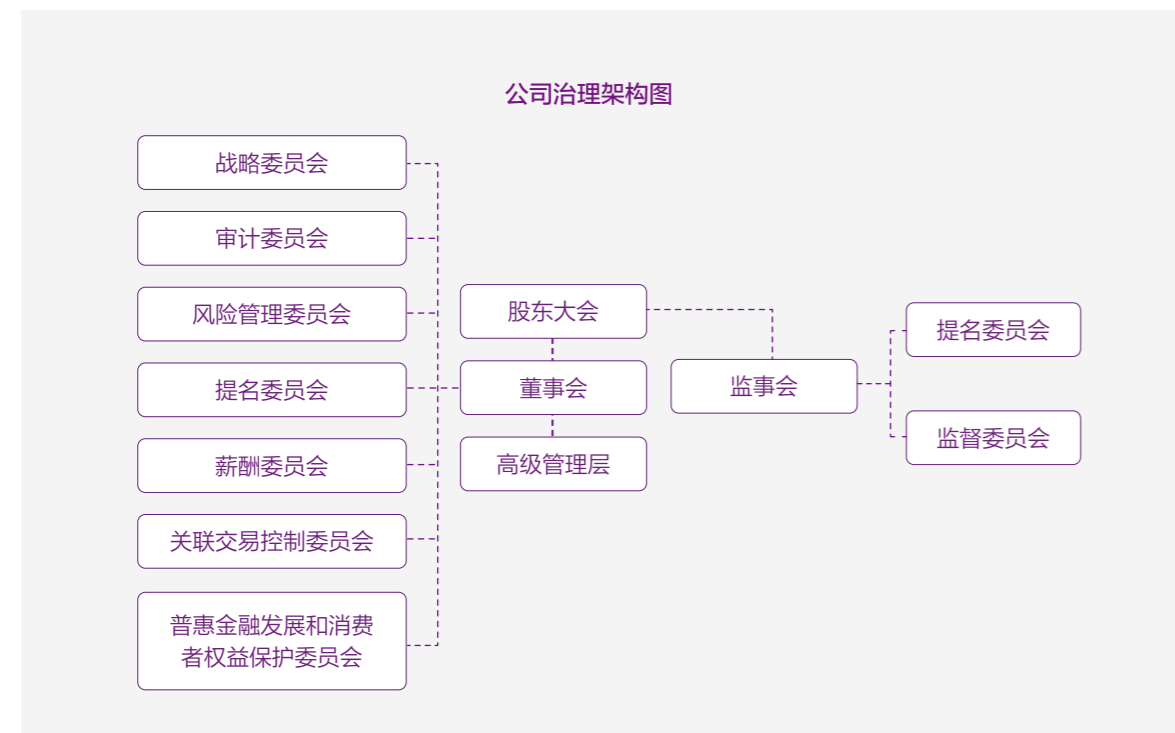 公司治理架构图
战略委员会
审计委员会
风险管理委员会
提名委员会
薪酬委员会
关联交易控制委员会
普惠金融发展和消费
者权益保护委员会
股东大会
董事会
高级管理层
监事会
提名委员会
监督委员会